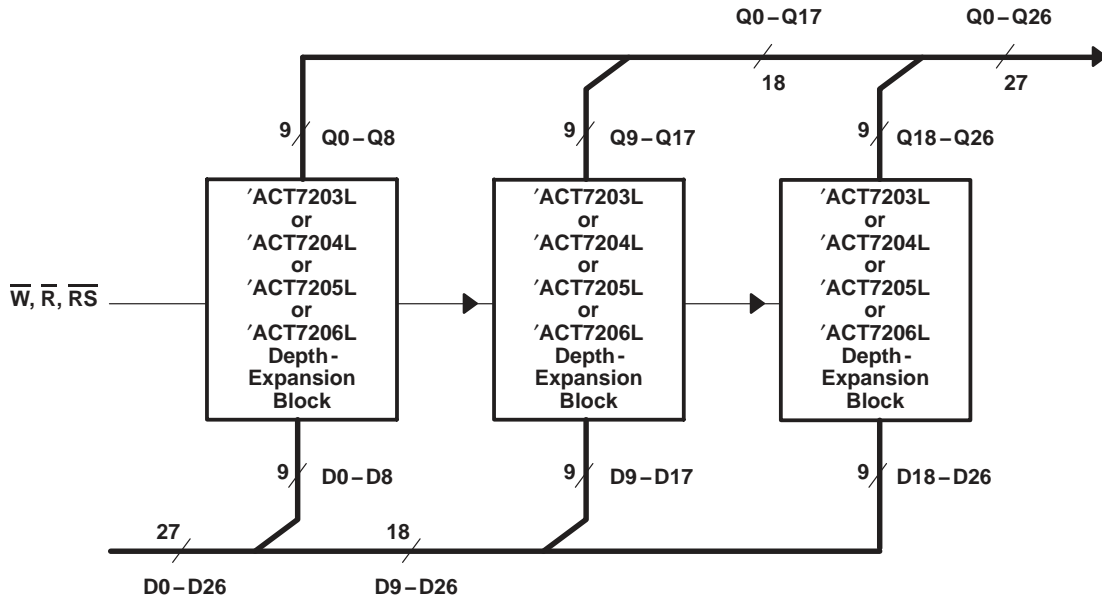 Q0–Q17
Q0–Q26
18
27
9
Q0–Q8
9
Q9–Q17
9
Q18–Q26
′ACT7203L
or
′ACT7204L
or
′ACT7205L
or
′ACT7206L
Depth-
Expansion
Block
′ACT7203L
or
′ACT7204L
or
′ACT7205L
or
′ACT7206L
Depth-
Expansion
Block
′ACT7203L
or
′ACT7204L
or
′ACT7205L
or
′ACT7206L
Depth-
Expansion
Block
W̅, R̅, R̅S̅
9
D0–D8
9
D9–D17
9
D18–D26
27
18
D0–D26
D9–D26